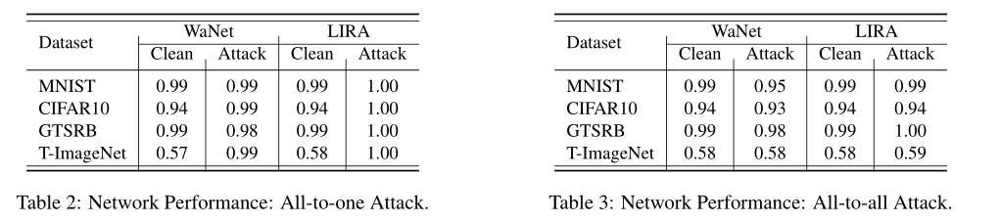 Dataset WaNet LIRA
Clean Attack Clean Attack
MNIST 0.99 0.99 0.99 1.00
CIFAR10 0.94 0.99 0.94 1.00
GTSRB 0.99 0.98 0.99 1.00
T-ImageNet 0.57 0.99 0.58 1.00
Table 2: Network Performance: All-to-one Attack.
Dataset WaNet LIRA
Clean Attack Clean Attack
MNIST 0.99 0.95 0.99 0.99
CIFAR10 0.94 0.93 0.94 0.94
GTSRB 0.99 0.98 0.99 1.00
T-ImageNet 0.58 0.58 0.58 0.59
Table 3: Network Performance: All-to-all Attack.